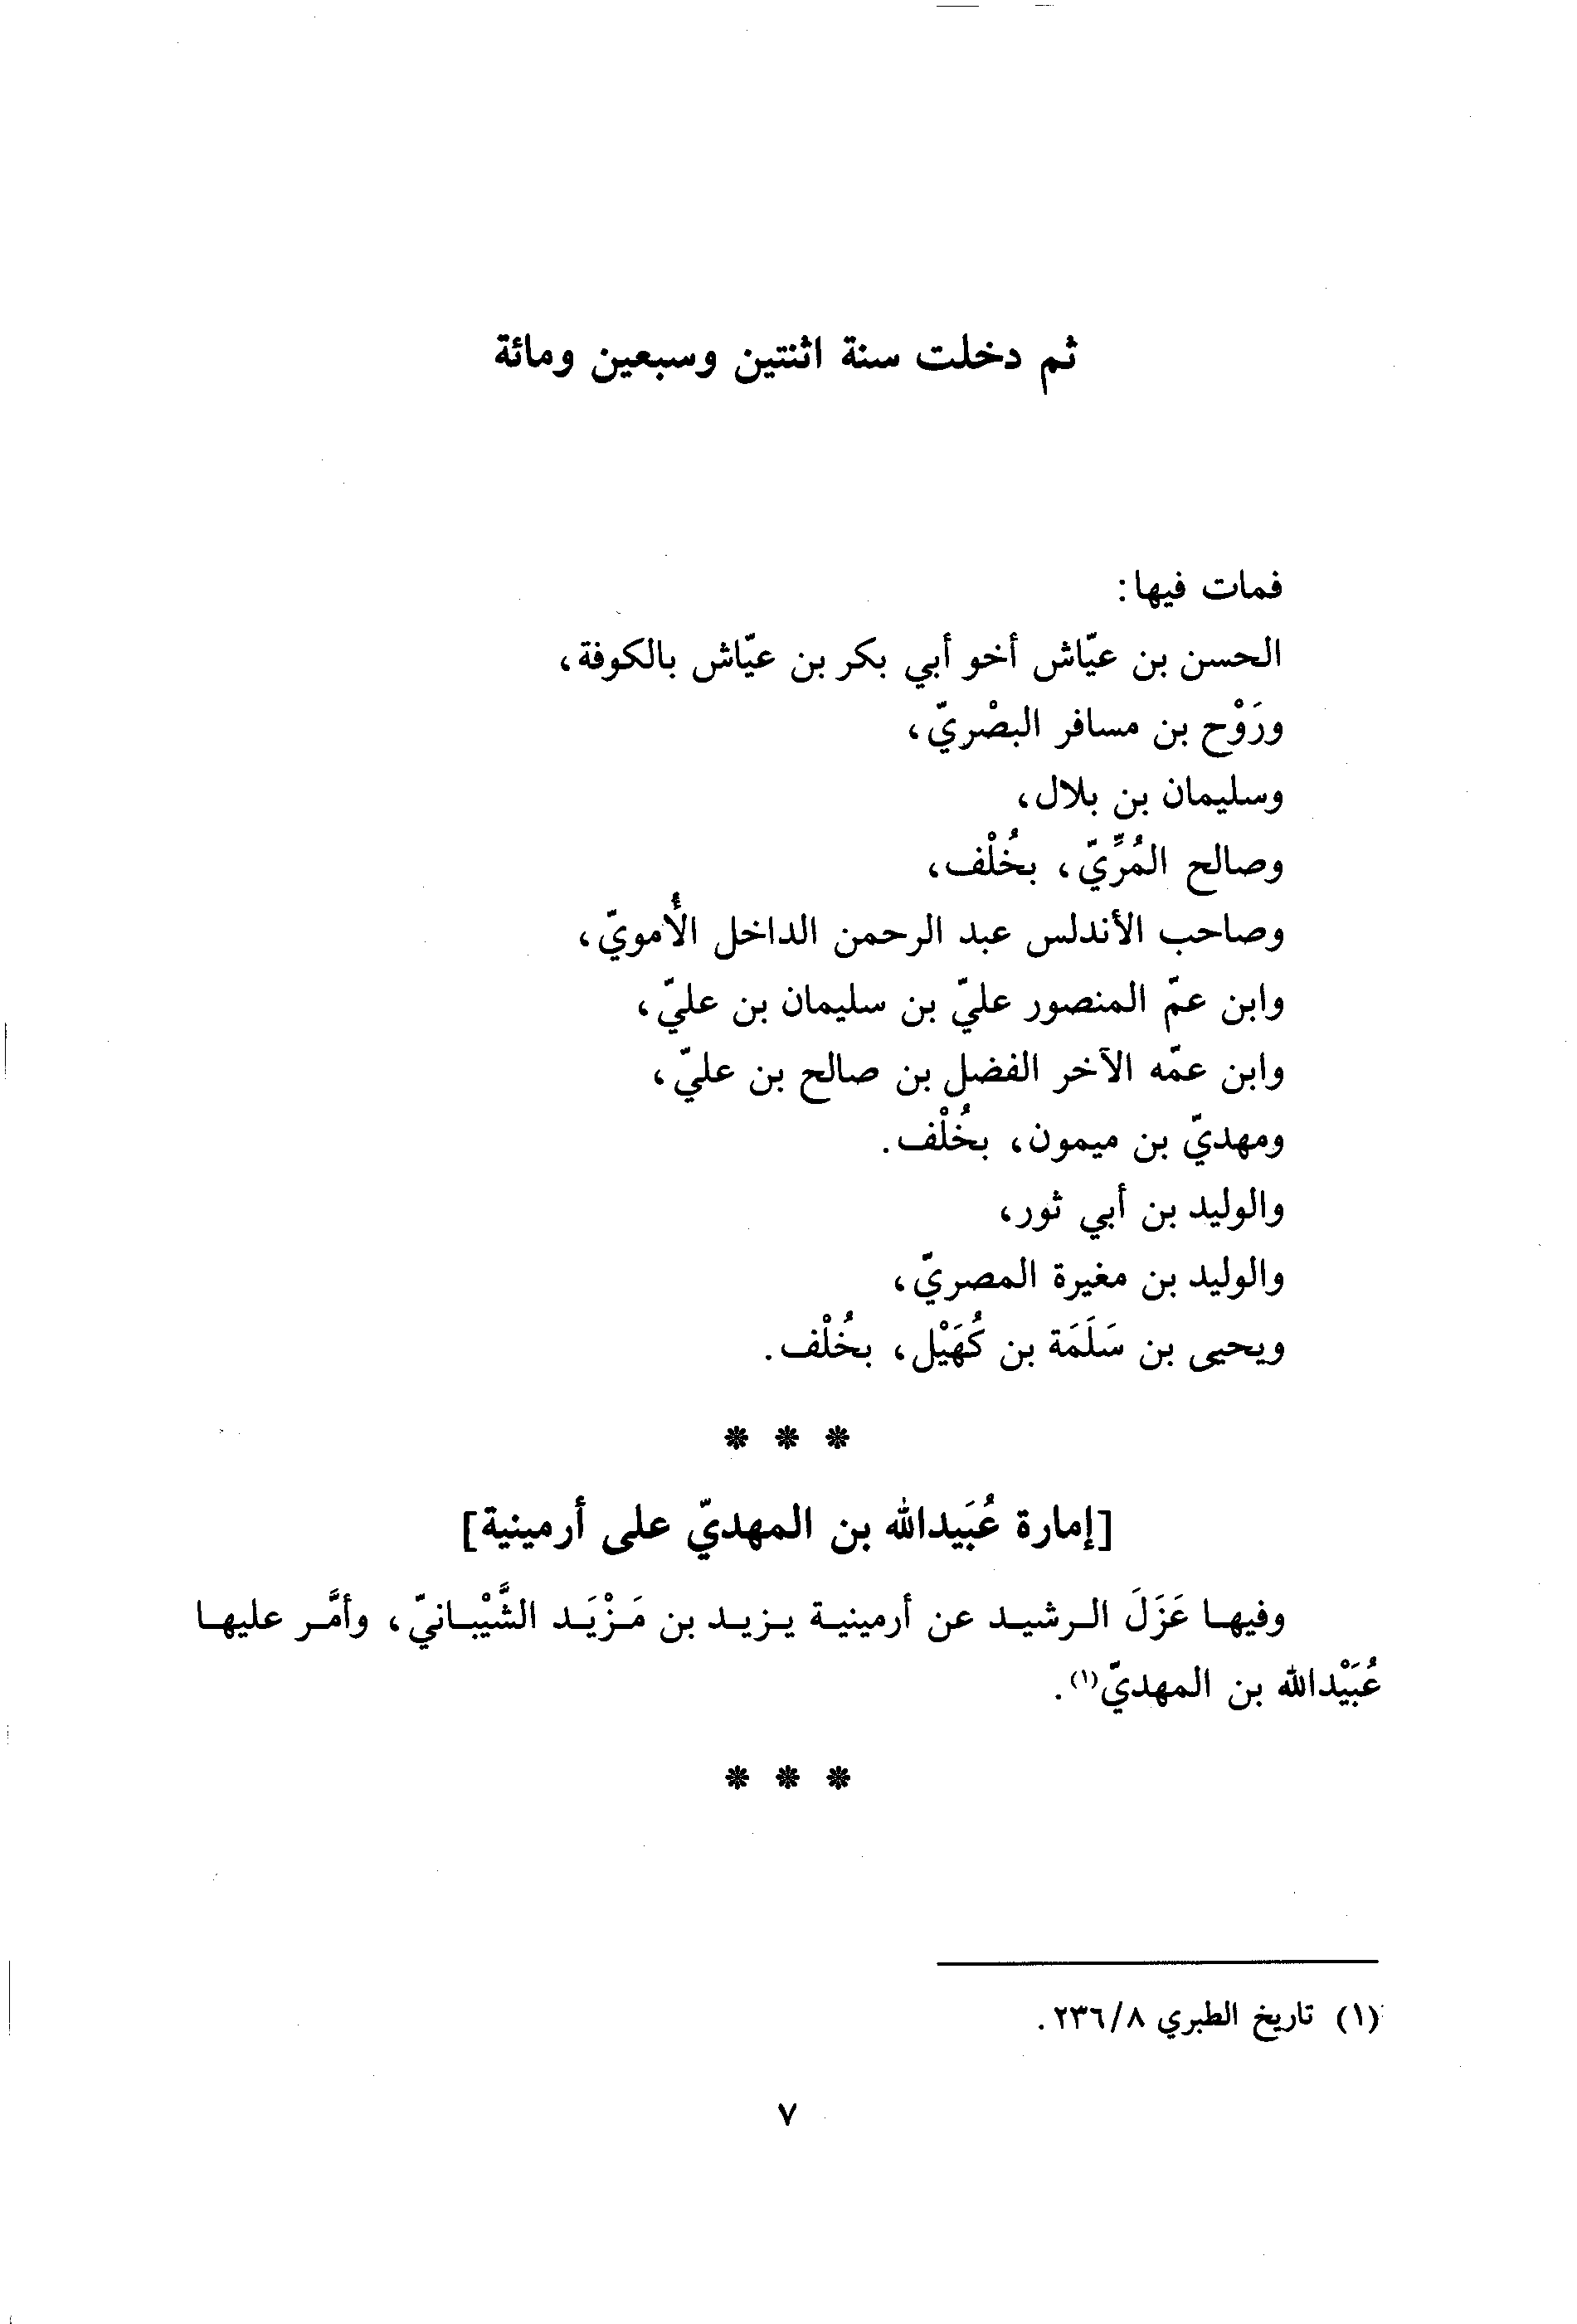 ثم دخلت سنة اثنتين وسبعين ومائة
فمات فيها:
الحسن بن عيّاش أخو أبي بكر بن عيّاش بالكوفة،
ورَوْح بن مسافر البصْريّ،
وسليمان بن بلال،
وصالح المُرِّيّ، بخُلْف،
وصاحب الأندلس عبد الرحمن الداخل الأُمويّ،
وابن عمّ المنصور عليّ بن سليمان بن عليّ،
وابن عمّه الآخر الفضل بن صالح بن عليّ،
ومهديّ بن ميمون، بخُلْف.
والوليد بن أبي ثور،
والوليد بن مغيرة المصريّ،
ويحيى بن سَلَمَة بن كُهَيْل، بخُلْف.
* * *
[إمارة عُبَيدالله بن المهديّ على أرمينية]
وفيها عَزَلَ الرشيد عن أرمينية يزيد بن مَزْيَد الشَّيْبانيّ، وأمَّر عليها
عُبَيْدالله بن المهديّ(١).
* * *
(١) تاريخ الطبري ٢٣٦/٨.
٧